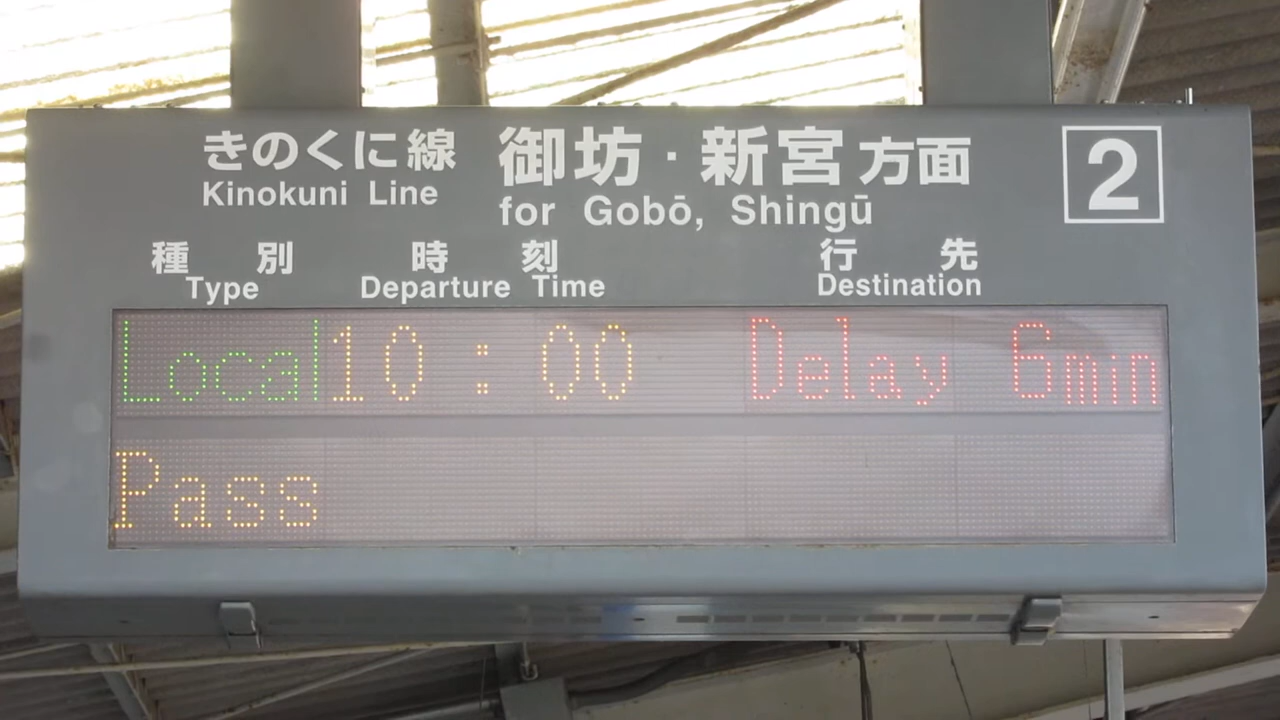 きのくに線 御坊・新宮方面 2
Kinokuni Line for Gobō, Shingū
種別 時刻 行先
Type Departure Time Destination
Local 10:00 Delay 6min
Pass